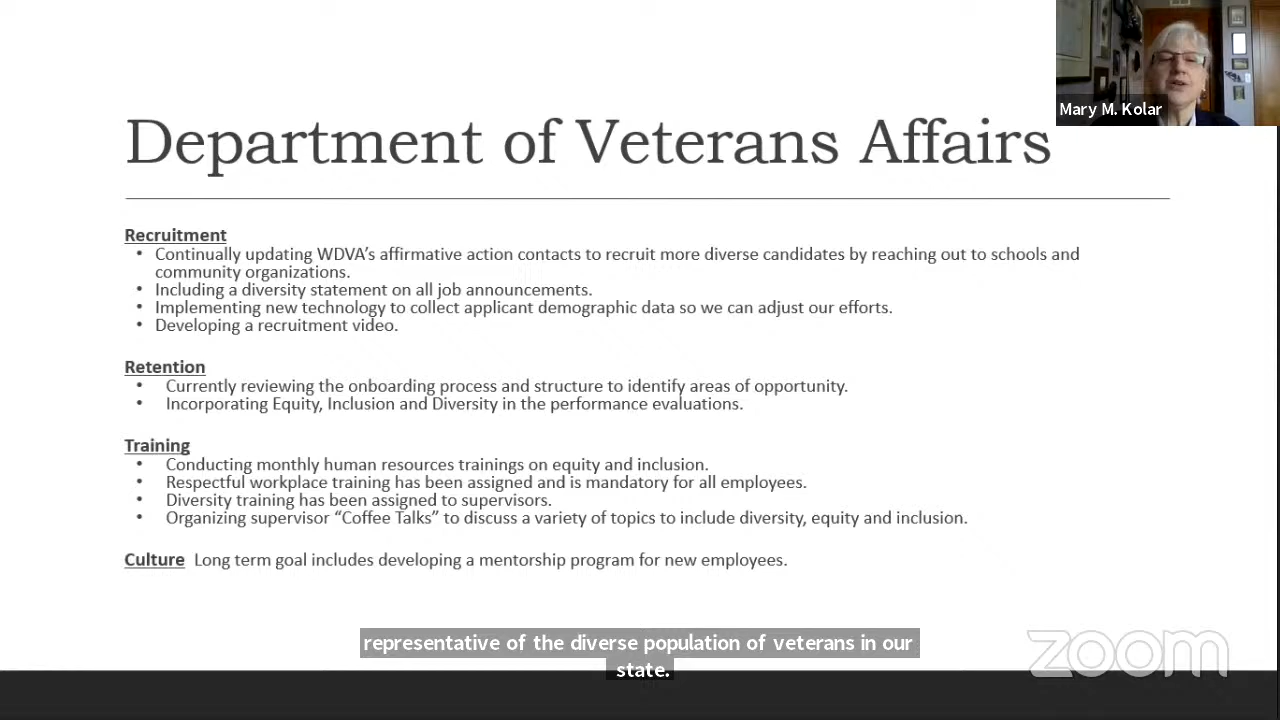 Mary M. Kolar
Department of Veterans Affairs
Recruitment
• Continually updating WDVA's affirmative action contacts to recruit more diverse candidates by reaching out to schools and
community organizations.
• Including a diversity statement on all job announcements.
• Implementing new technology to collect applicant demographic data so we can adjust our efforts.
• Developing a recruitment video.
Retention
• Currently reviewing the onboarding process and structure to identify areas of opportunity.
• Incorporating Equity, Inclusion and Diversity in the performance evaluations.
Training
• Conducting monthly human resources trainings on equity and inclusion.
• Respectful workplace training has been assigned and is mandatory for all employees.
• Diversity training has been assigned to supervisors.
• Organizing supervisor “Coffee Talks” to discuss a variety of topics to include diversity, equity and inclusion.
Culture Long term goal includes developing a mentorship program for new employees.
representative of the diverse population of veterans in our
state.
zoom